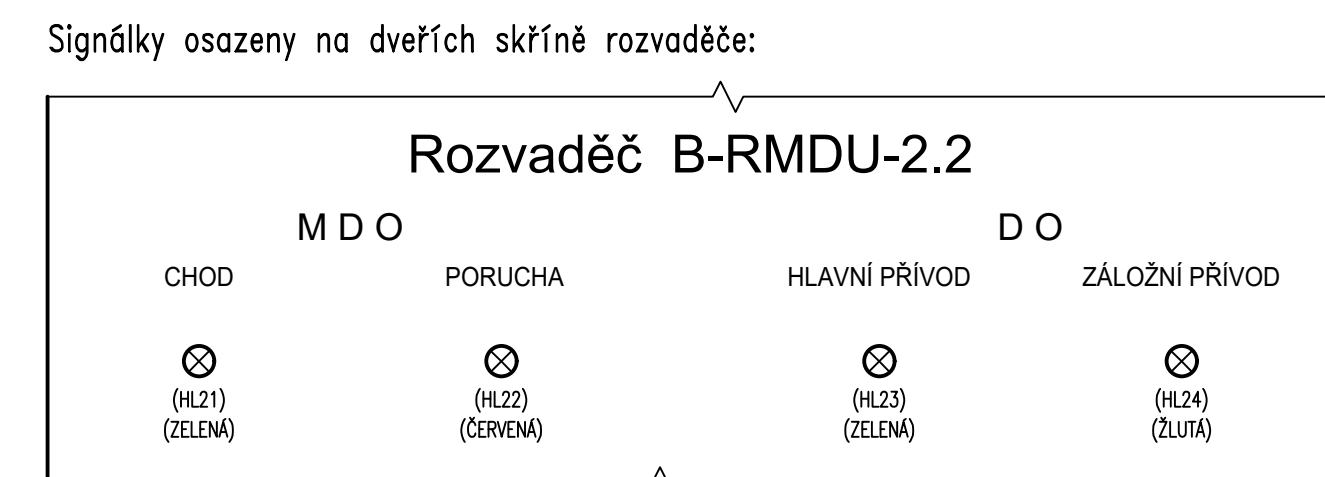 Signálky osazeny na dveřích skříně rozvaděče:
Rozvaděč B-RMDU-2.2
M D O D O
CHOD PORUCHA HLAVNÍ PŘÍVOD ZÁLOŽNÍ PŘÍVOD
(HL21) (HL22) (HL23) (HL24)
(ZELENÁ) (ČERVENÁ) (ZELENÁ) (ŽLUTÁ)